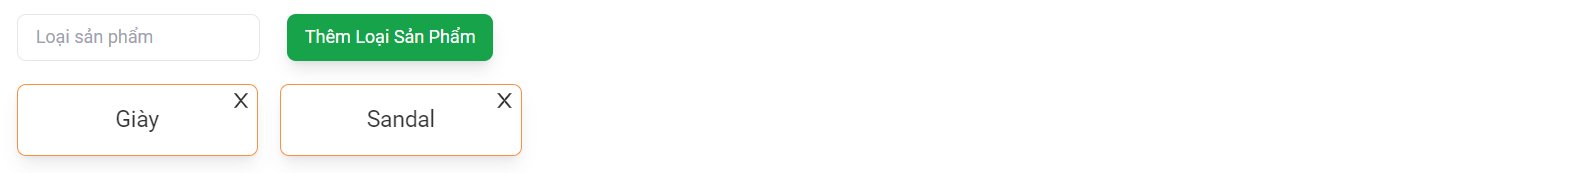 Loại sản phẩm
Thêm Loại Sản Phẩm
X
Giày
X
Sandal